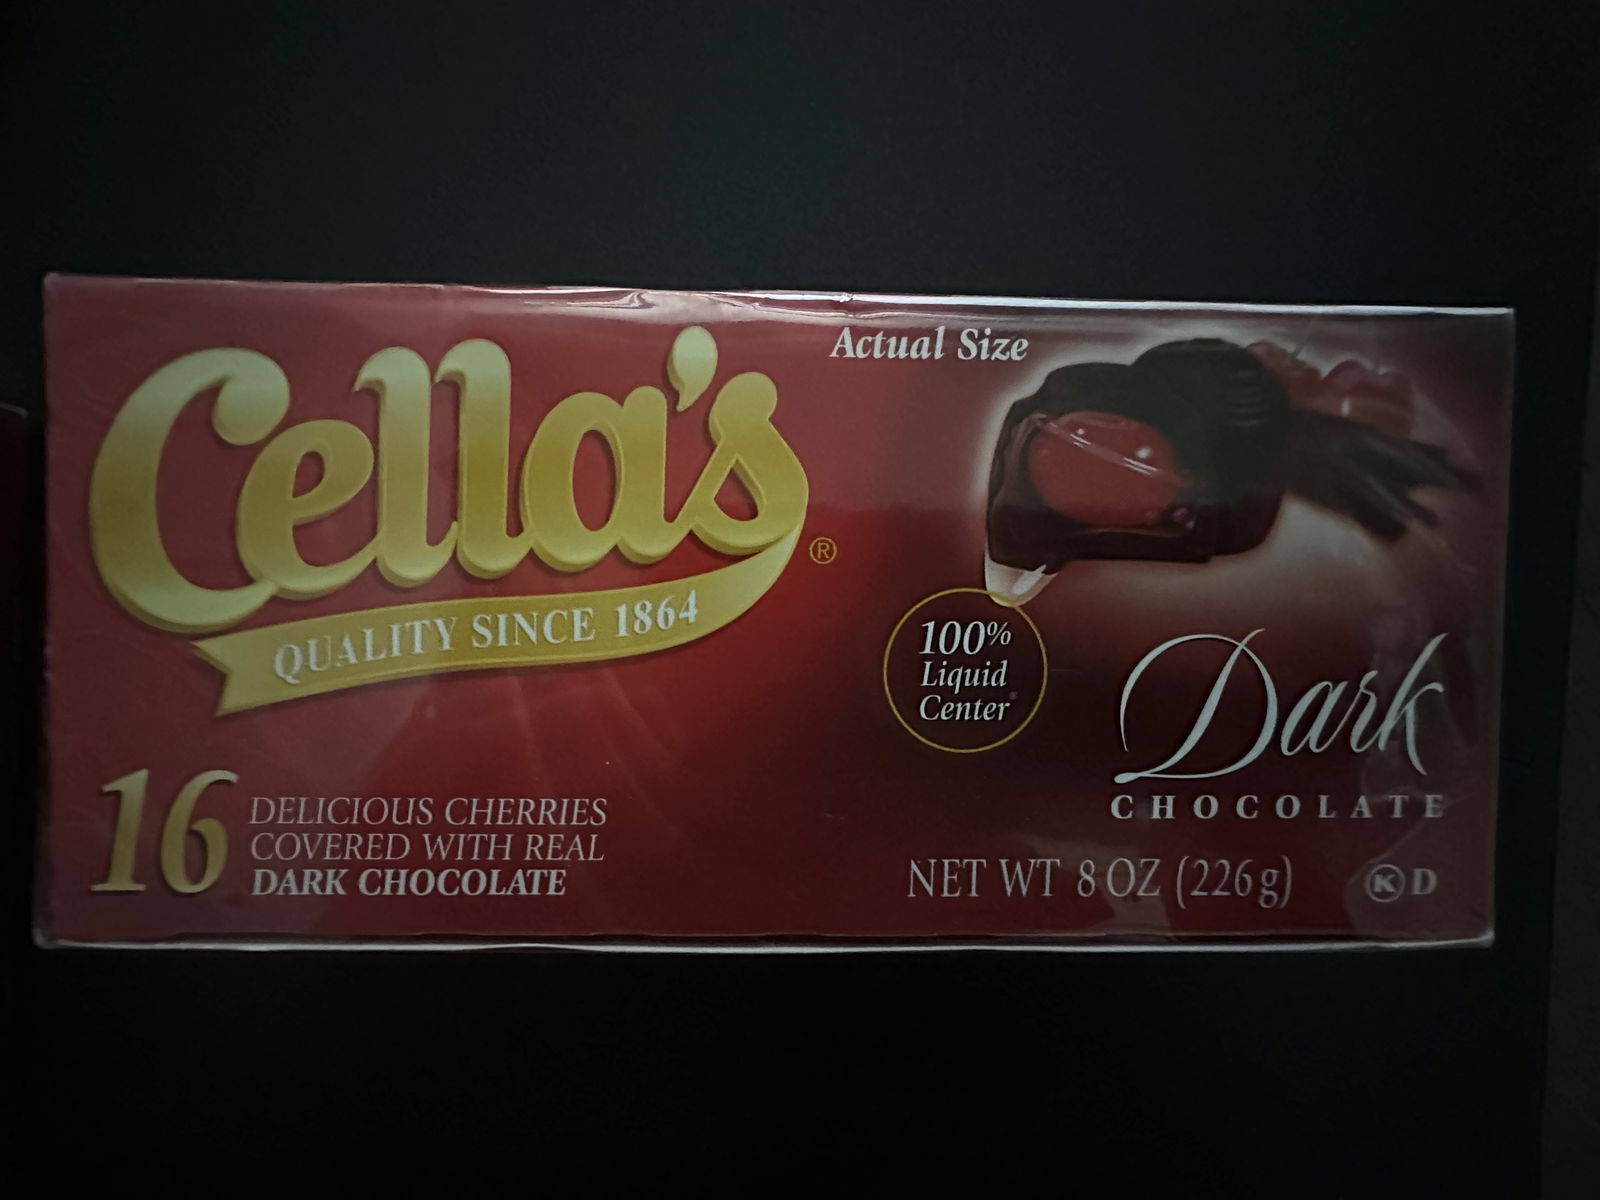 Cella's®
QUALITY SINCE 1864
Actual Size
100%
Liquid
Center®
Dark
CHOCOLATE
16
DELICIOUS CHERRIES
COVERED WITH REAL
DARK CHOCOLATE
NET WT 8 OZ (226g)
K D